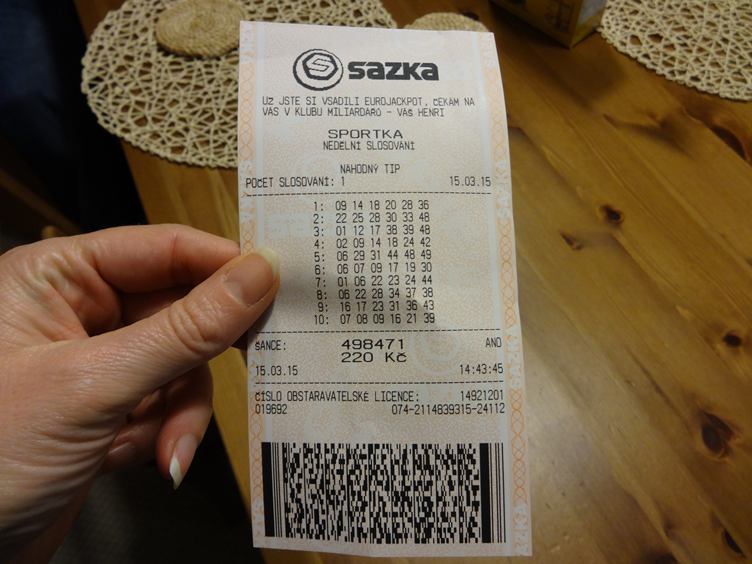 SAZKA
Už JSTE SI VSADILI EUROJACKPOT, čEKÁM NA
VÁS V KLUBU MILIARDÁŘŮ - VÁš HENRI
SPORTKA
NEDĚLNÍ SLOSOVÁNÍ
NÁHODNÝ TIP
POčET SLOSOVÁNÍ: 1 15.03.15
1: 09 14 18 20 28 36
2: 22 25 28 30 33 48
3: 01 12 17 38 39 48
4: 02 09 14 18 24 42
5: 06 29 31 44 48 49
6: 06 07 09 17 19 30
7: 01 06 22 23 24 44
8: 06 22 28 34 37 38
9: 16 17 23 31 36 43
10: 07 08 09 16 21 39
šANCE: 498471 ANO
220 Kč
15.03.15 14:43:45
čÍSLO OBSTARAVATELSKÉ LICENCE: 14921201
019692 074-2114839315-24112